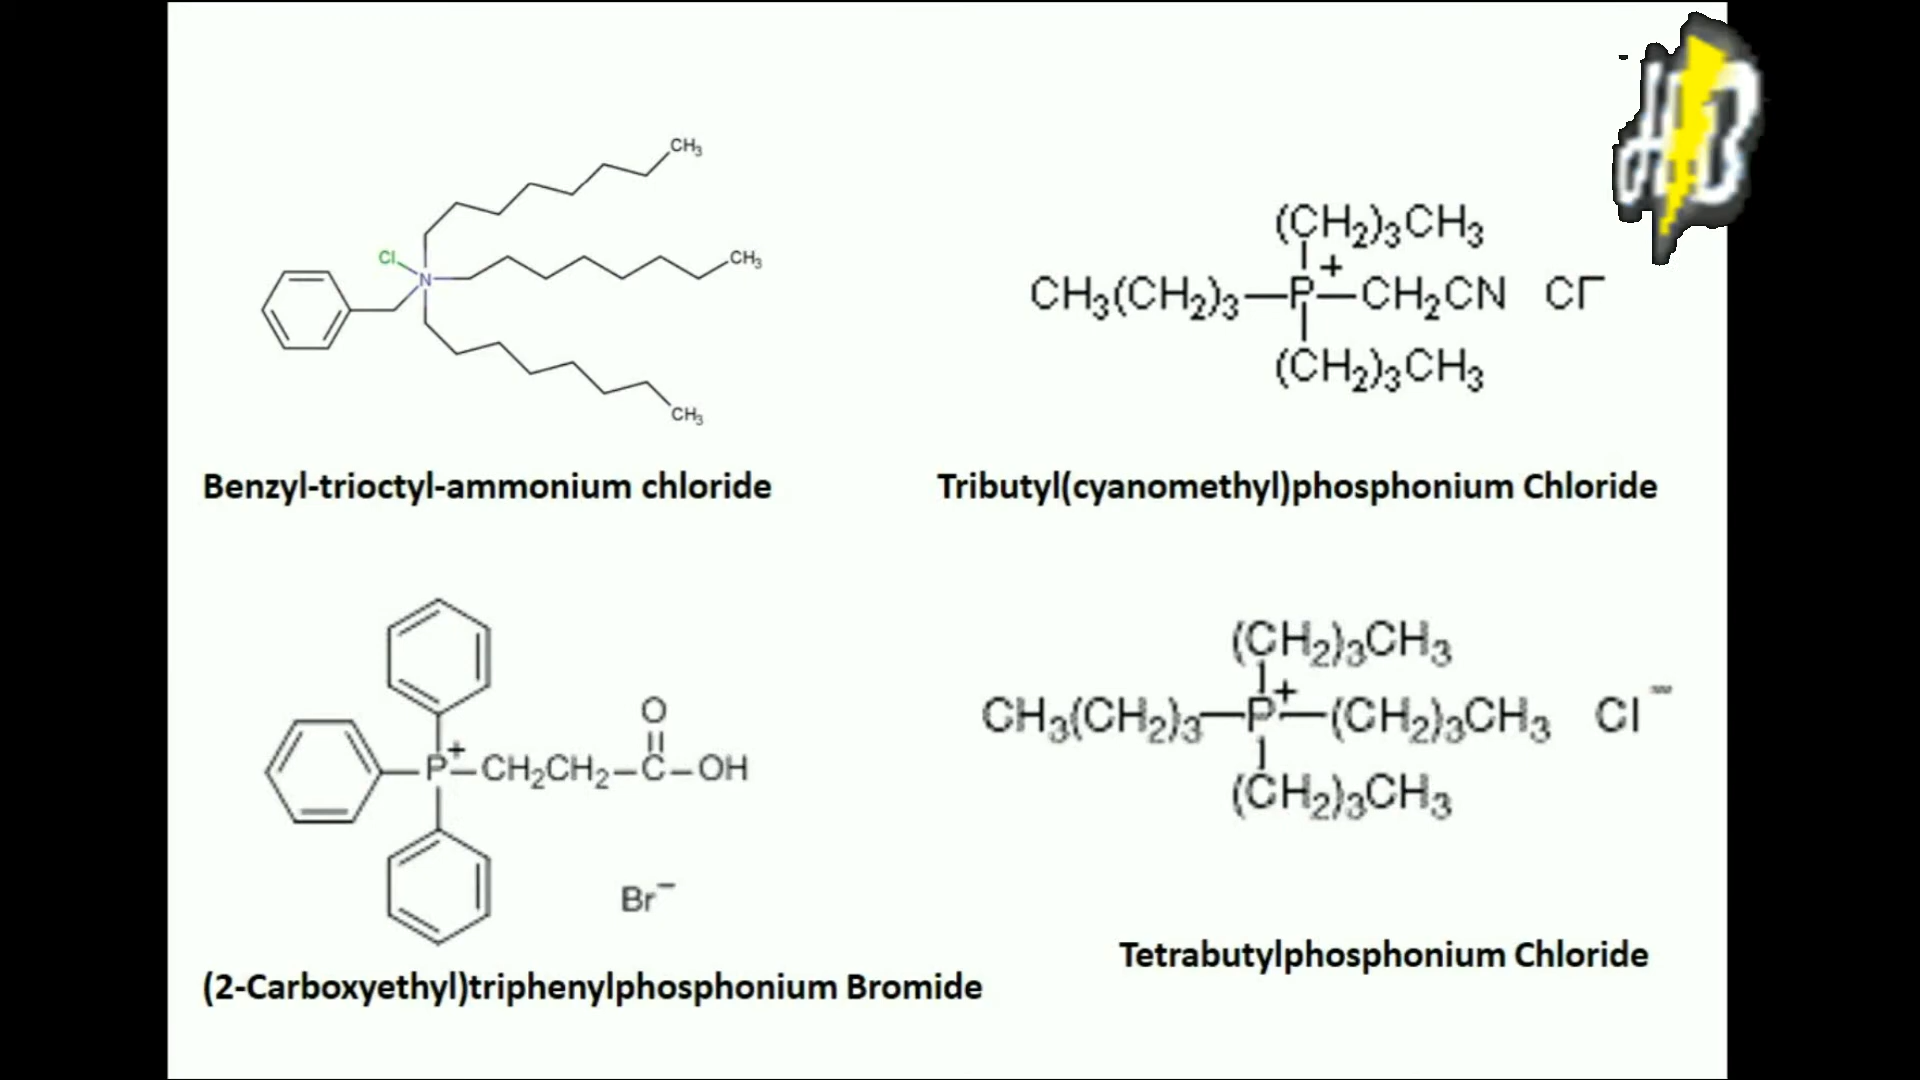 HB
CH₃
Cl
N
CH₃
CH₃
Benzyl-trioctyl-ammonium chloride
(CH₂)₃CH₃
CH₃(CH₂)₃—P⁺—CH₂CN Cl⁻
(CH₂)₃CH₃
Tributyl(cyanomethyl)phosphonium Chloride
O
P⁺—CH₂CH₂—C—OH
Br⁻
(2-Carboxyethyl)triphenylphosphonium Bromide
(CH₂)₃CH₃
CH₃(CH₂)₃—P⁺—(CH₂)₃CH₃ Cl⁻
(CH₂)₃CH₃
Tetrabutylphosphonium Chloride